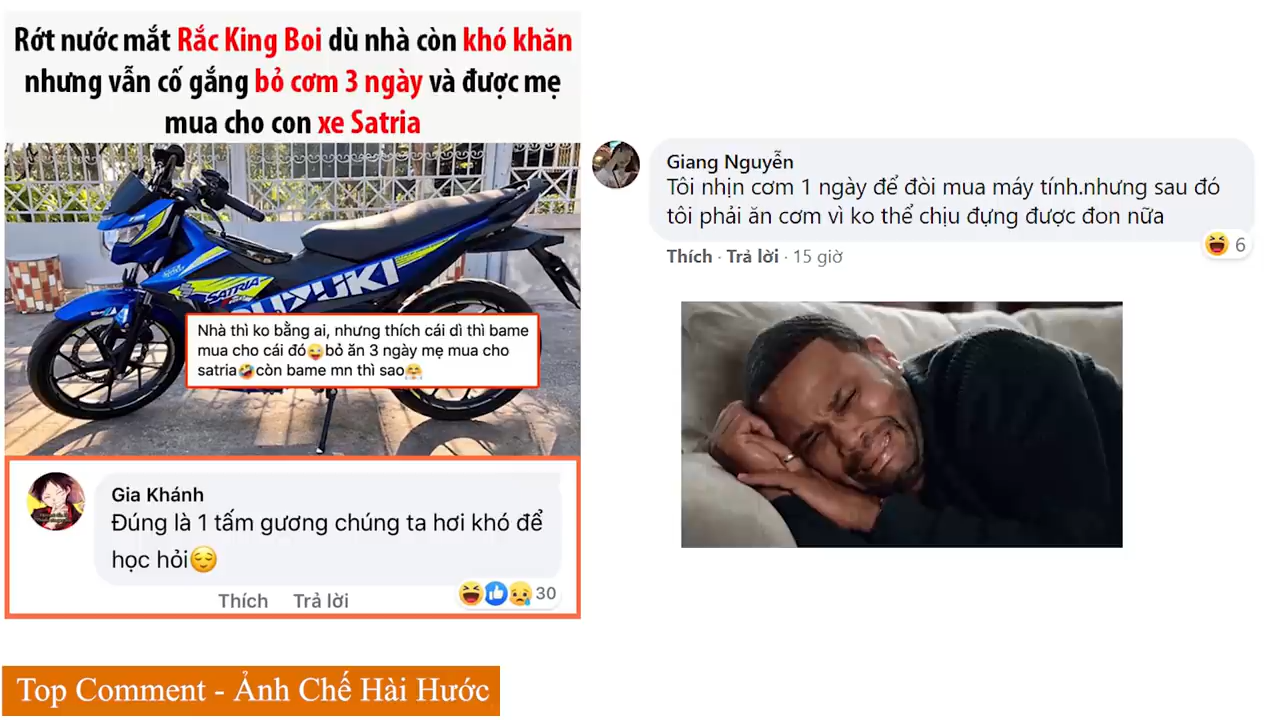 Rớt nước mắt Rắc King Boi dù nhà còn khó khăn
nhưng vẫn cố gắng bỏ cơm 3 ngày và được mẹ
mua cho con xe Satria
SATRIA
SUZUKI
Nhà thì ko bằng ai, nhưng thích cái dì thì bame
mua cho cái đó😜bỏ ăn 3 ngày mẹ mua cho
satria🤣còn bame mn thì sao🤗
Gia Khánh
Đúng là 1 tấm gương chúng ta hơi khó để
học hỏi😌
Thích Trả lời 30
Giang Nguyễn
Tôi nhịn cơm 1 ngày để đòi mua máy tính.nhưng sau đó
tôi phải ăn cơm vì ko thể chịu đựng được đon nữa
6
Thích · Trả lời · 15 giờ
Top Comment - Ảnh Chế Hài Hước